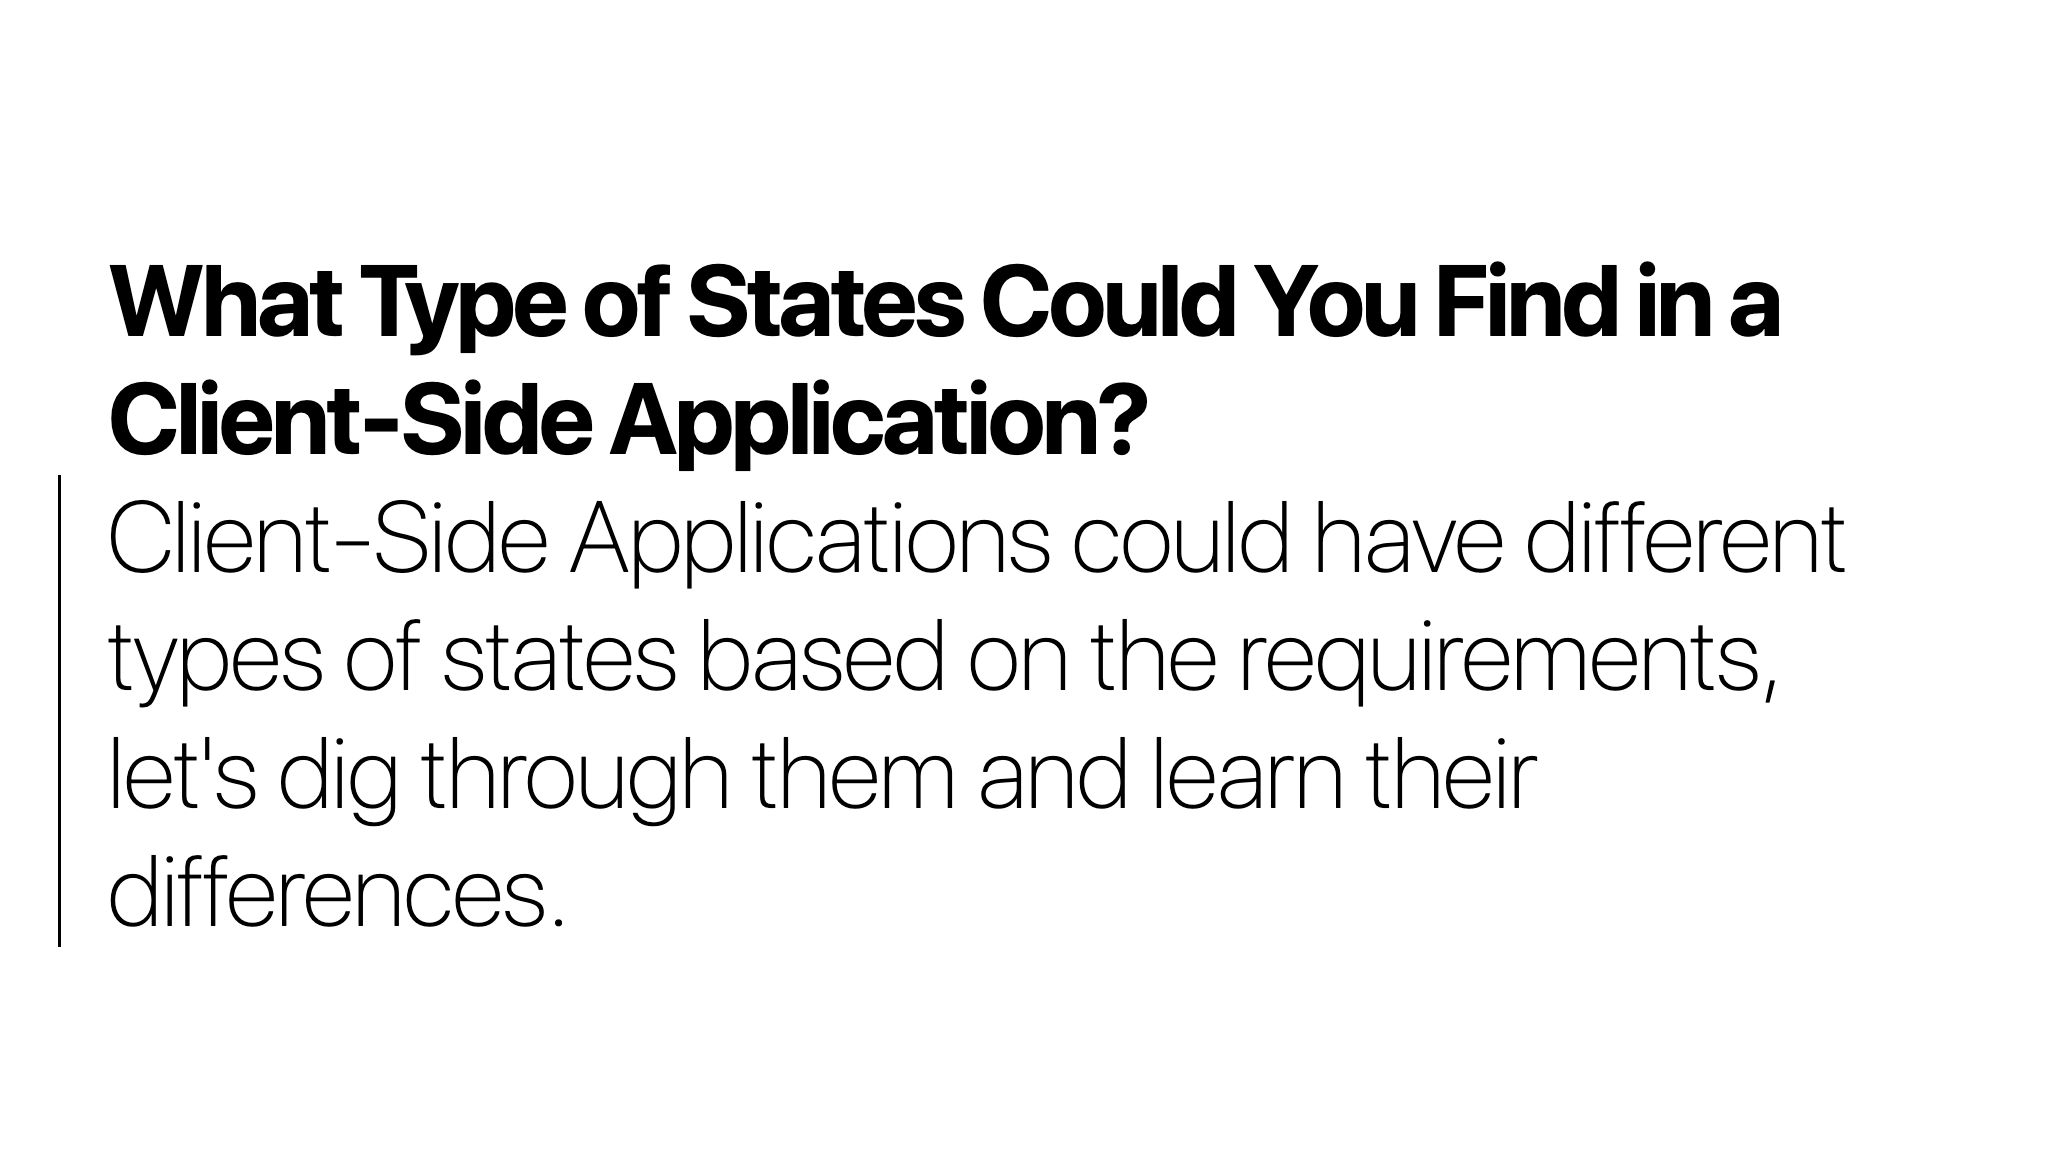 What Type of States Could You Find in a
Client-Side Application?
Client-Side Applications could have different
types of states based on the requirements,
let's dig through them and learn their
differences.